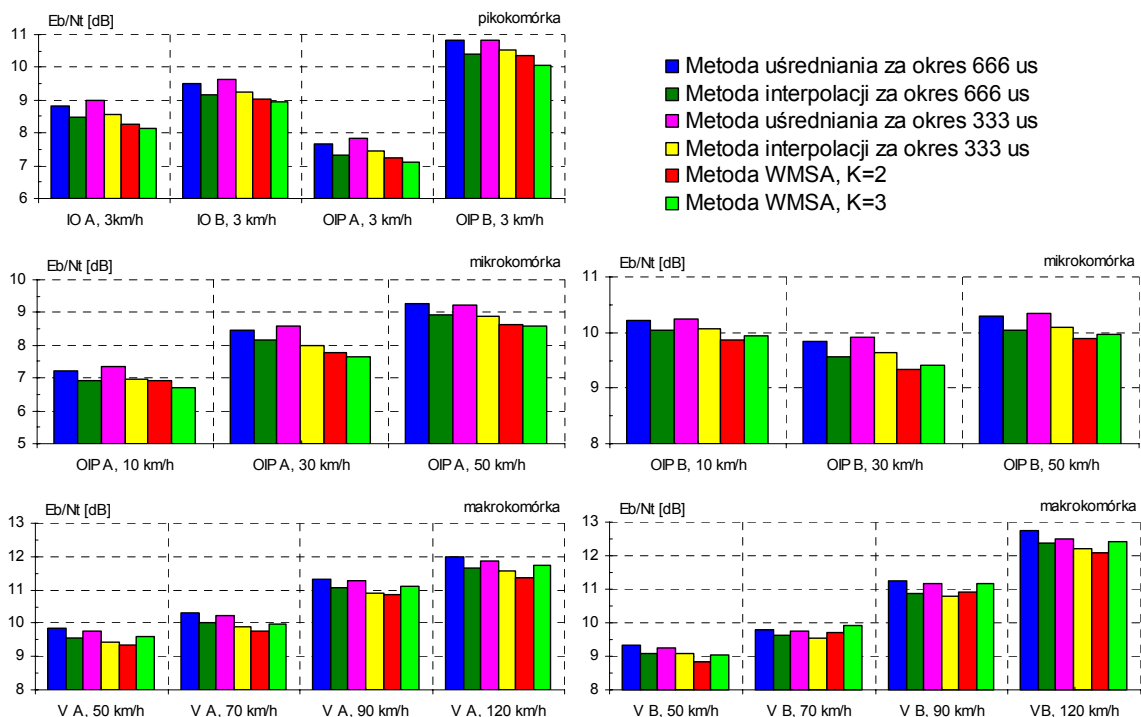 Eb/Nt [dB] pikokomórka
11
10
9
8
7
6
IO A, 3km/h IO B, 3 km/h OIP A, 3 km/h OIP B, 3 km/h
Metoda uśredniania za okres 666 us
Metoda interpolacji za okres 666 us
Metoda uśredniania za okres 333 us
Metoda interpolacji za okres 333 us
Metoda WMSA, K=2
Metoda WMSA, K=3
Eb/Nt [dB] mikrokomórka
10
9
8
7
6
5
OIP A, 10 km/h OIP A, 30 km/h OIP A, 50 km/h
Eb/Nt [dB] mikrokomórka
11
10
9
8
OIP B, 10 km/h OIP B, 30 km/h OIP B, 50 km/h
Eb/Nt [dB] makrokomórka
13
12
11
10
9
8
V A, 50 km/h V A, 70 km/h V A, 90 km/h V A, 120 km/h
Eb/Nt [dB] makrokomórka
13
12
11
10
9
8
V B, 50 km/h V B, 70 km/h V B, 90 km/h VB, 120 km/h